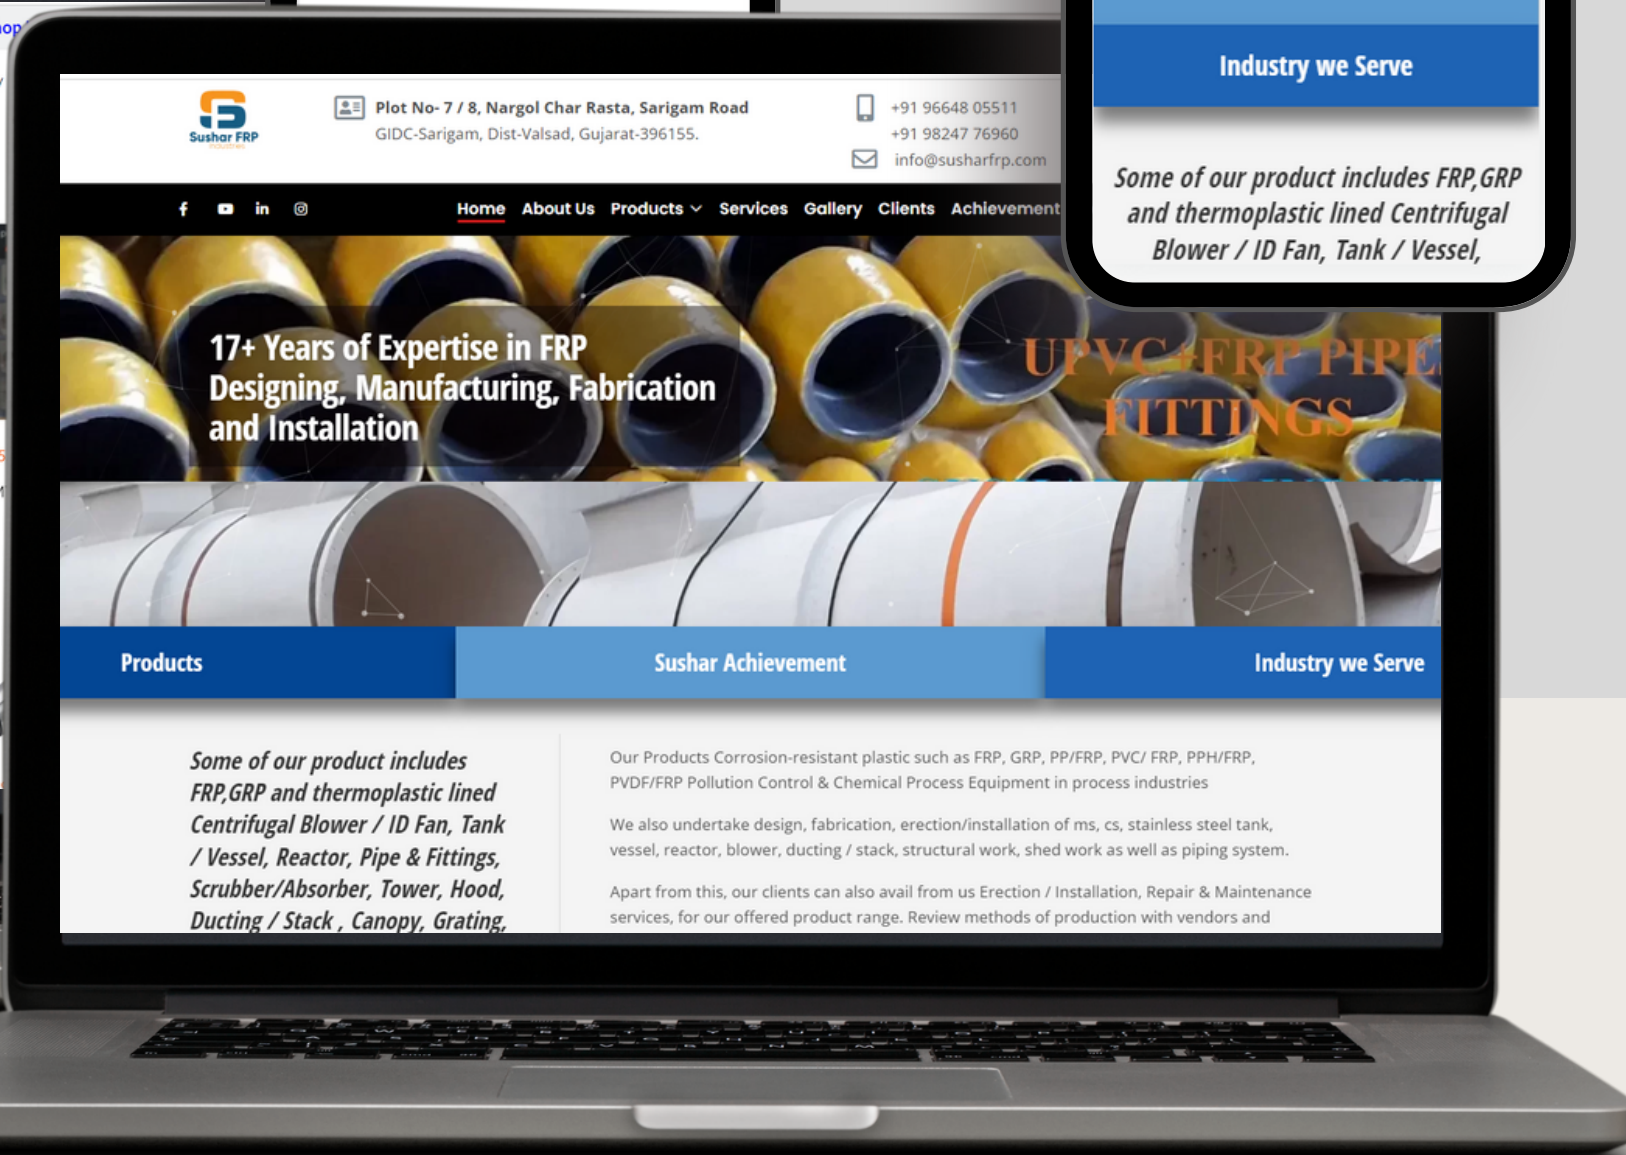 Sushar FRP
Industries
Plot No- 7 / 8, Nargol Char Rasta, Sarigam Road
GIDC-Sarigam, Dist-Valsad, Gujarat-396155.
+91 96648 05511
+91 98247 76960
info@susharfrp.com
Home About Us Products Services Gallery Clients Achievement
17+ Years of Expertise in FRP
Designing, Manufacturing, Fabrication
and Installation
UPVC+FRP PIPE
FITTINGS
Products
Sushar Achievement
Industry we Serve
Some of our product includes
FRP,GRP and thermoplastic lined
Centrifugal Blower / ID Fan, Tank
/ Vessel, Reactor, Pipe & Fittings,
Scrubber/Absorber, Tower, Hood,
Ducting / Stack , Canopy, Grating,
Our Products Corrosion-resistant plastic such as FRP, GRP, PP/FRP, PVC/ FRP, PPH/FRP,
PVDF/FRP Pollution Control & Chemical Process Equipment in process industries
We also undertake design, fabrication, erection/installation of ms, cs, stainless steel tank,
vessel, reactor, blower, ducting / stack, structural work, shed work as well as piping system.
Apart from this, our clients can also avail from us Erection / Installation, Repair & Maintenance
services, for our offered product range. Review methods of production with vendors and
Industry we Serve
Some of our product includes FRP,GRP
and thermoplastic lined Centrifugal
Blower / ID Fan, Tank / Vessel,